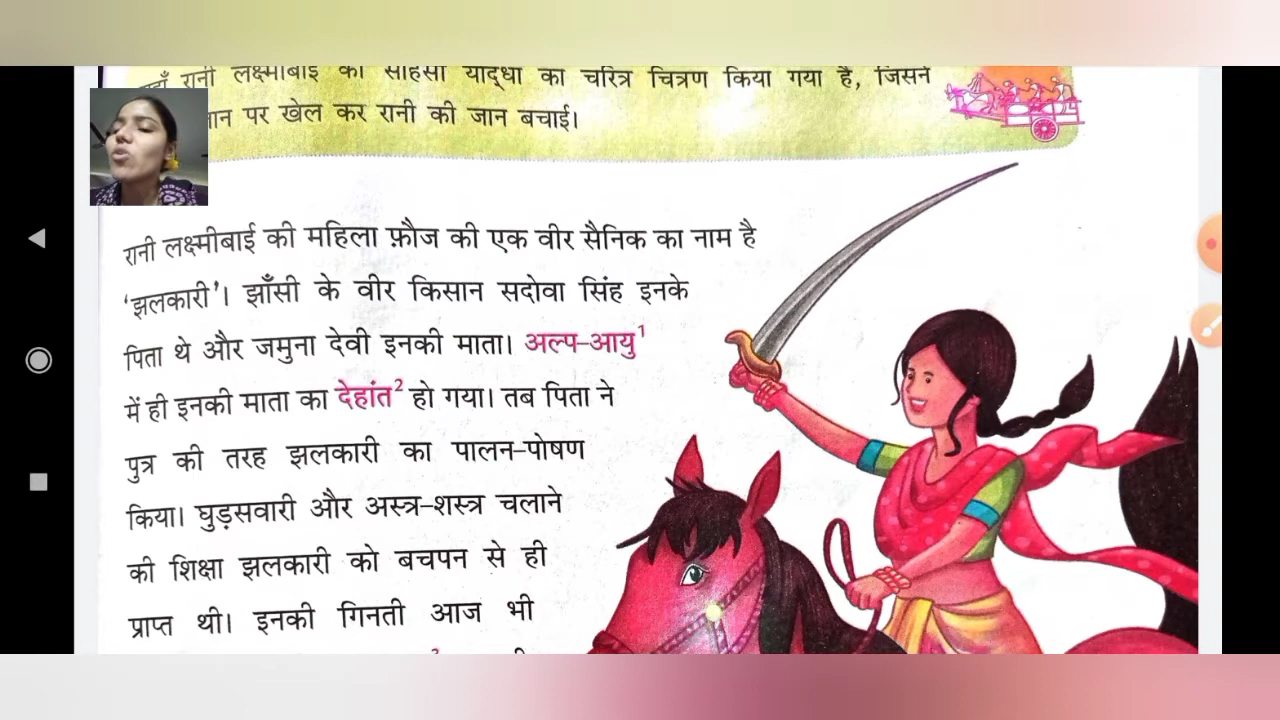 रानी लक्ष्मीबाई की साहसी योद्धा का चरित्र चित्रण किया गया है, जिसने
पर खेल कर रानी की जान बचाई।
रानी लक्ष्मीबाई की महिला फ़ौज की एक वीर सैनिक का नाम है
‘झलकारी’। झाँसी के वीर किसान सदोवा सिंह इनके
पिता थे और जमुना देवी इनकी माता। अल्प-आयु¹
में ही इनकी माता का देहांत² हो गया। तब पिता ने
पुत्र की तरह झलकारी का पालन-पोषण
किया। घुड़सवारी और अस्त्र-शस्त्र चलाने
की शिक्षा झलकारी को बचपन से ही
प्राप्त थी। इनकी गिनती आज भी